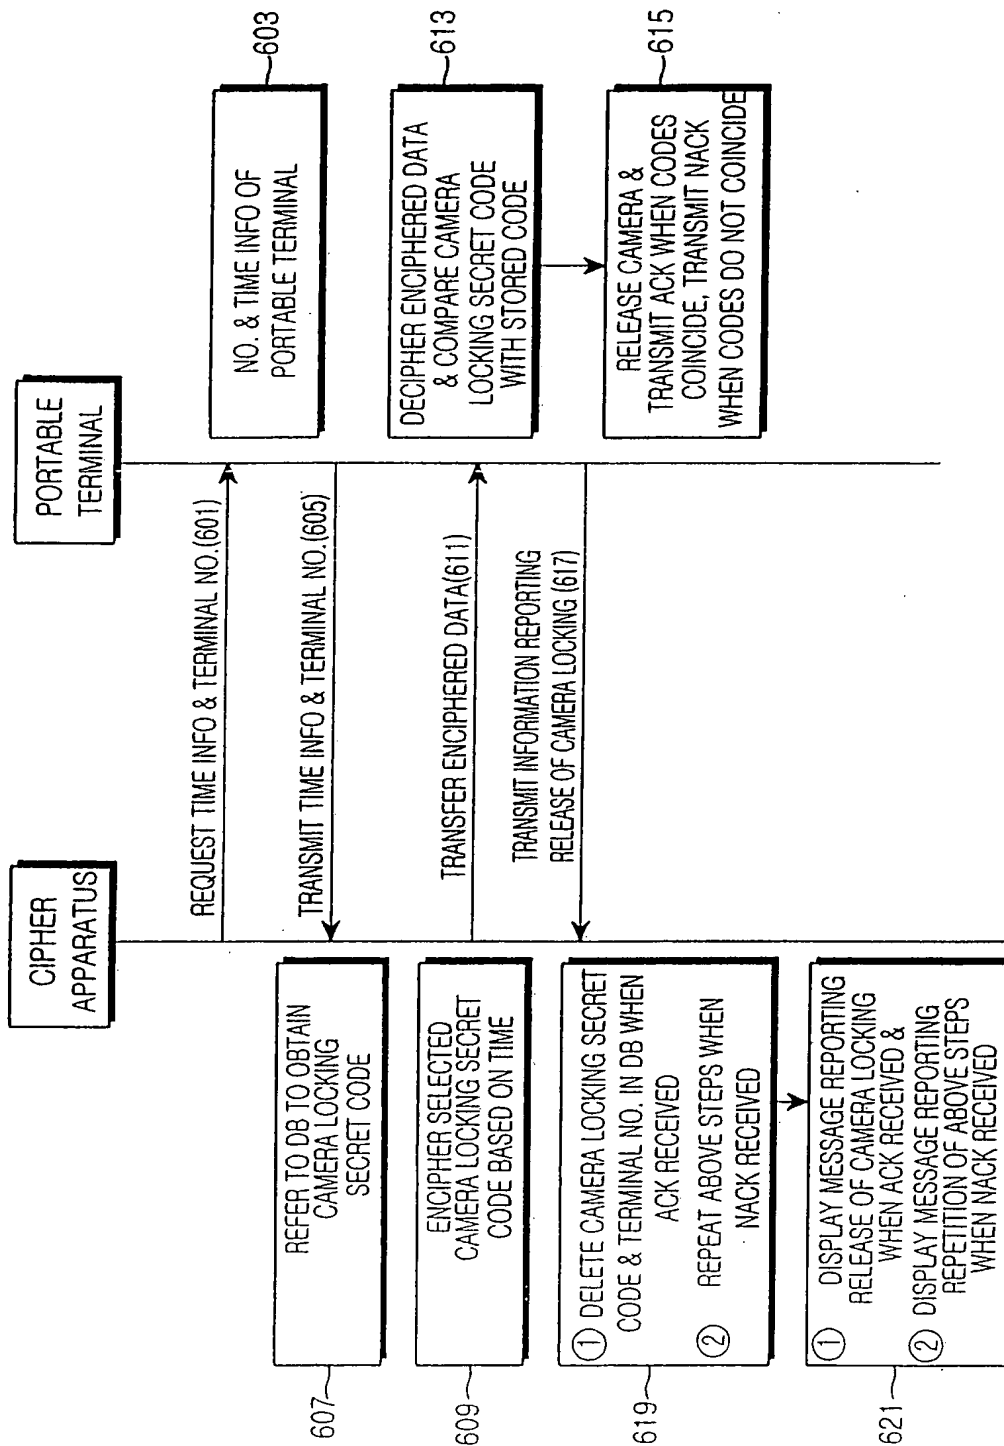 CIPHER
APPARATUS
PORTABLE
TERMINAL
REQUEST TIME INFO & TERMINAL NO.(601)
NO. & TIME INFO OF
PORTABLE TERMINAL
603
TRANSMIT TIME INFO & TERMINAL NO.(605)
607
REFER TO DB TO OBTAIN
CAMERA LOCKING
SECRET CODE
609
ENCIPHER SELECTED
CAMERA LOCKING SECRET
CODE BASED ON TIME
TRANSFER ENCIPHERED DATA(611)
DECIPHER ENCIPHERED DATA
& COMPARE CAMERA
LOCKING SECRET CODE
WITH STORED CODE
613
RELEASE CAMERA &
TRANSMIT ACK WHEN CODES
COINCIDE, TRANSMIT NACK
WHEN CODES DO NOT COINCIDE
615
TRANSMIT INFORMATION REPORTING
RELEASE OF CAMERA LOCKING (617)
619
① DELETE CAMERA LOCKING SECRET
CODE & TERMINAL NO. IN DB WHEN
ACK RECEIVED
② REPEAT ABOVE STEPS WHEN
NACK RECEIVED
621
① DISPLAY MESSAGE REPORTING
RELEASE OF CAMERA LOCKING
WHEN ACK RECEIVED &
② DISPLAY MESSAGE REPORTING
REPETITION OF ABOVE STEPS
WHEN NACK RECEIVED